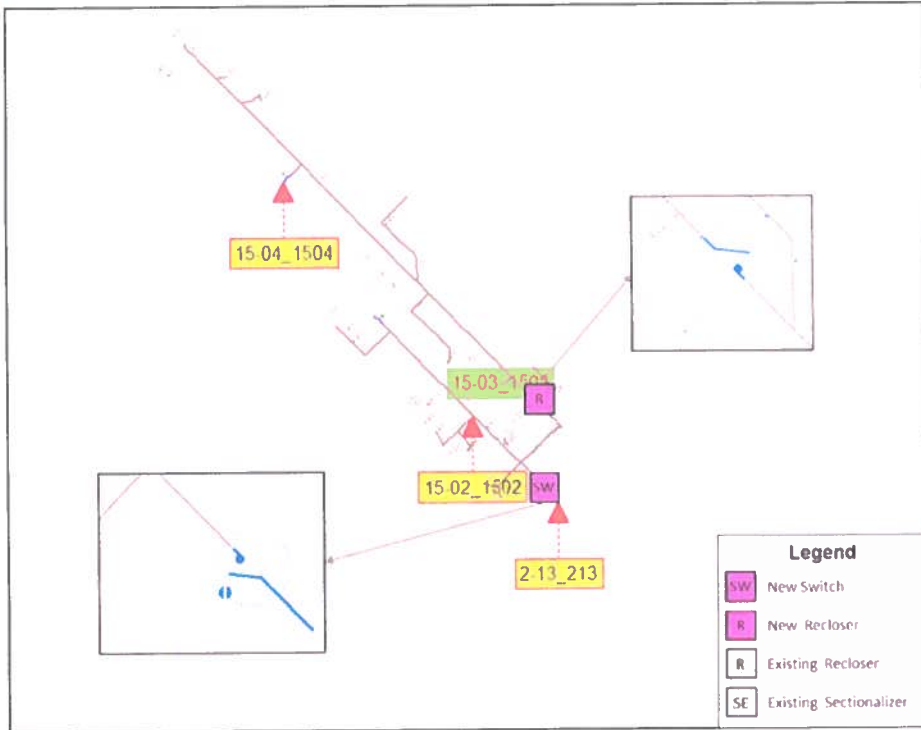 15-04_1504
15-03_
R
15-02_1502
SW
2-13_213
Legend
SW New Switch
R New Recloser
R Existing Recloser
SE Existing Sectionalizer